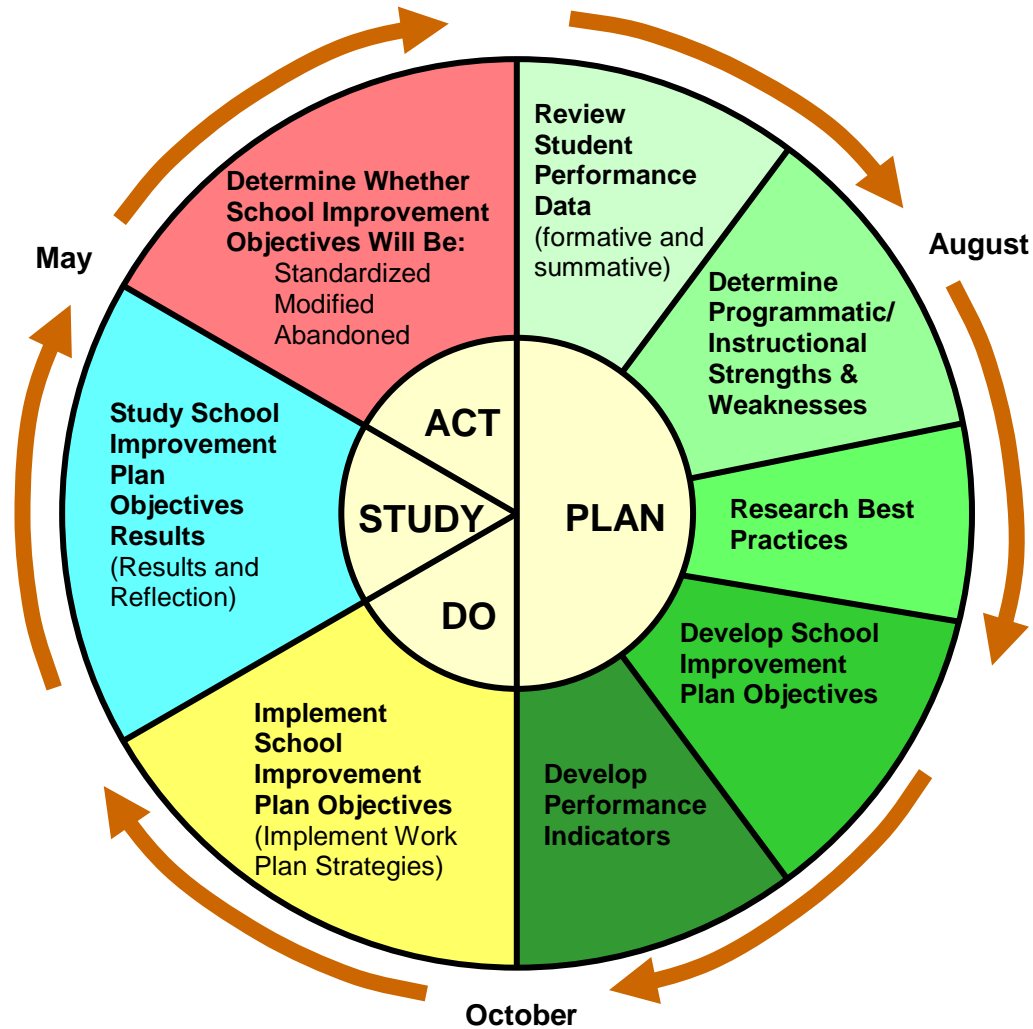 Review
Student
Performance
Data
(formative and
summative)
August
Determine
Programmatic/
Instructional
Strengths &
Weaknesses
Research Best
Practices
Develop School
Improvement
Plan Objectives
Develop
Performance
Indicators
October
Implement
School
Improvement
Plan Objectives
(Implement Work
Plan Strategies)
Study School
Improvement
Plan
Objectives
Results
(Results and
Reflection)
May
Determine Whether
School Improvement
Objectives Will Be:
Standardized
Modified
Abandoned
PLAN
DO
STUDY
ACT